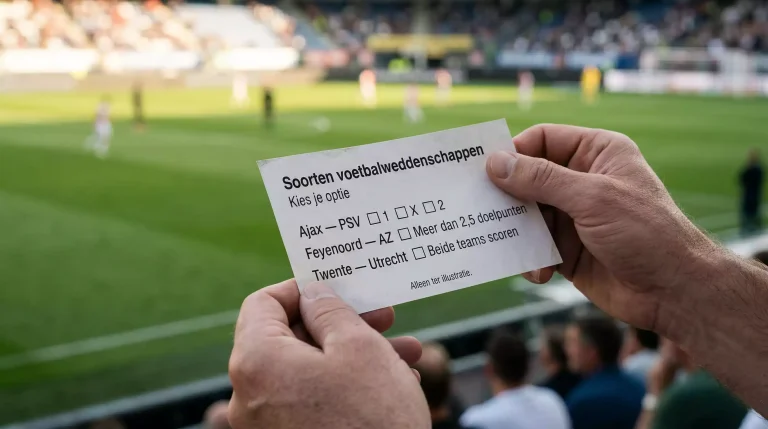 Soorten voetbalweddenschappen
Kies je optie
Ajax — PSV ☐ 1 ☐ X ☐ 2
Feyenoord — AZ ☐ Meer dan 2,5 doelpunten
Twente — Utrecht ☐ Beide teams scoren
Alleen ter illustratie.